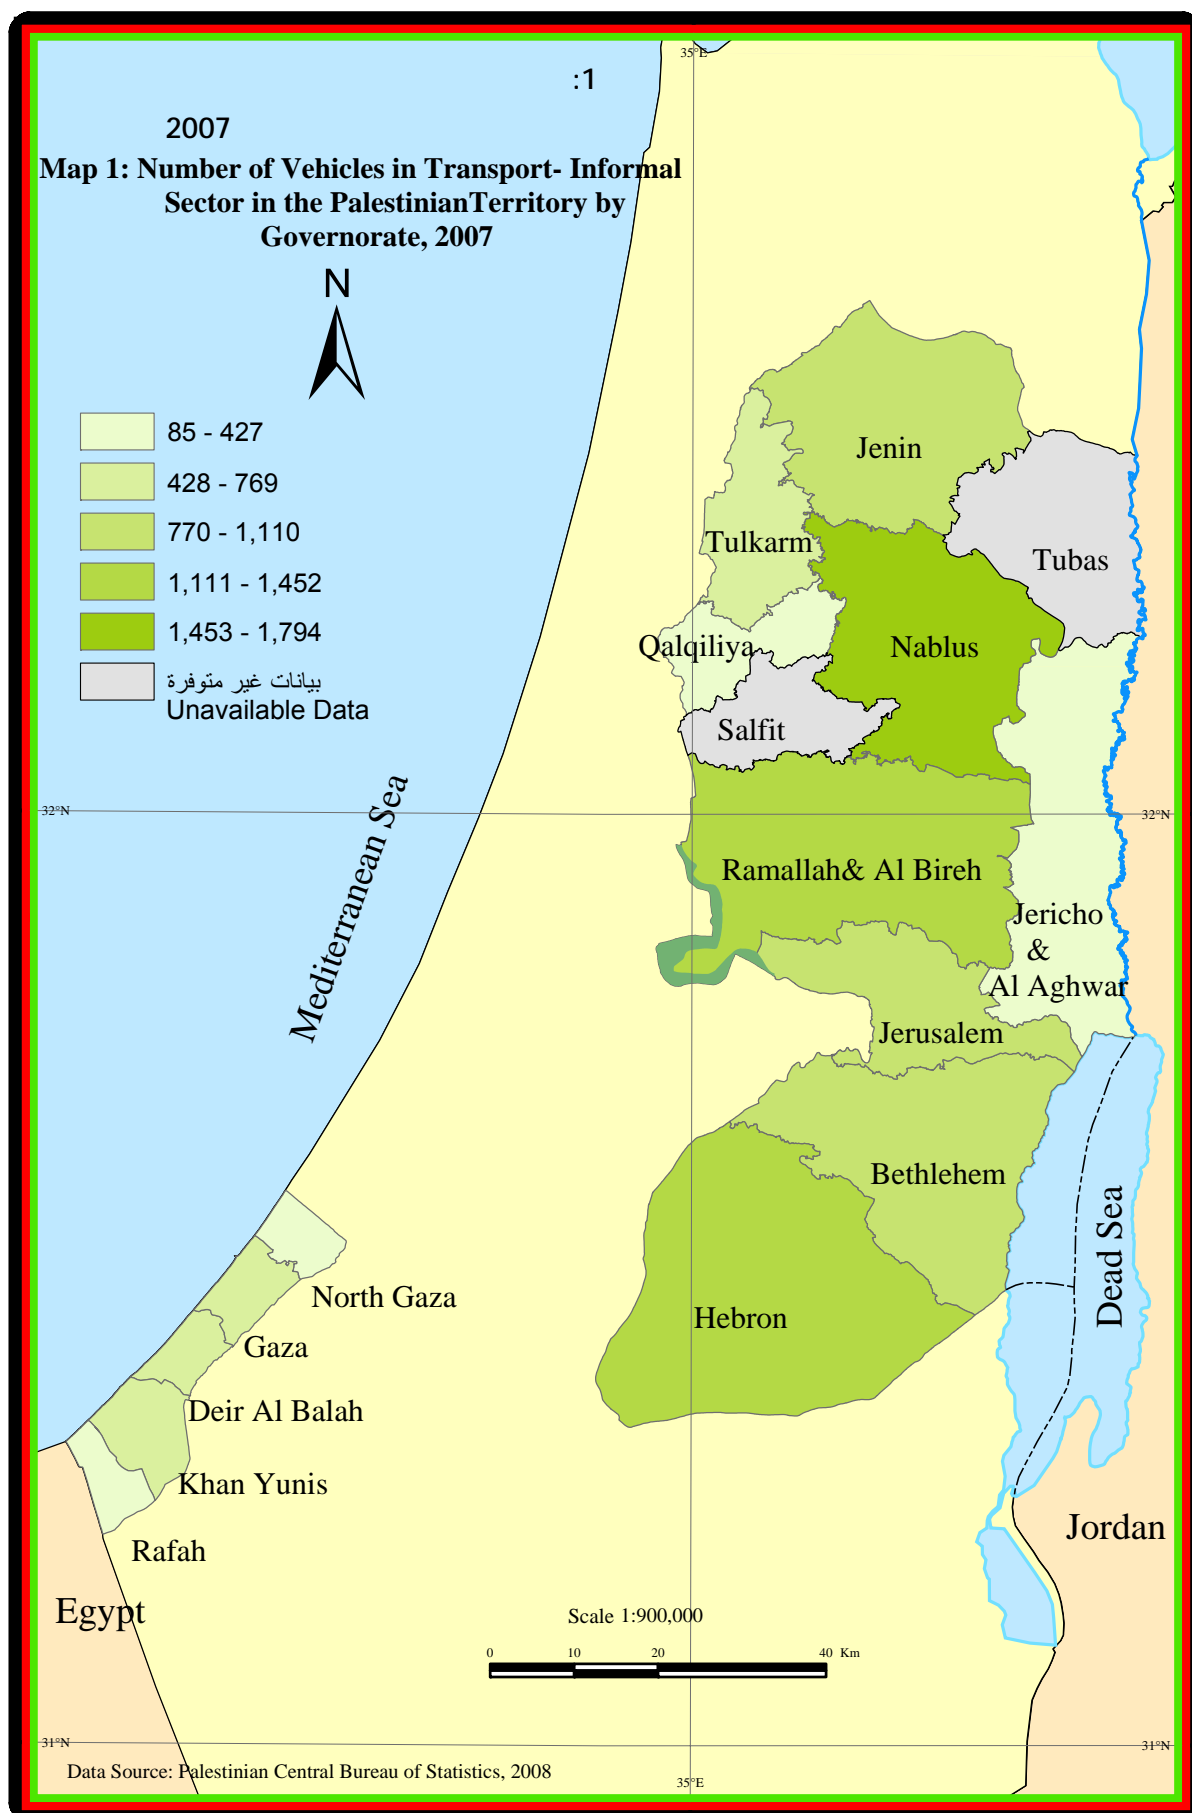 35°E
:1
2007
Map 1: Number of Vehicles in Transport- Informal
Sector in the PalestinianTerritory by
Governorate, 2007
N
85 - 427
428 - 769
770 - 1,110
1,111 - 1,452
1,453 - 1,794
بيانات غير متوفرة
Unavailable Data
Jenin
Tulkarm
Tubas
Qalqiliya
Nablus
Salfit
Mediterranean Sea
32°N
32°N
Ramallah& Al Bireh
Jericho
&
Al Aghwar
Jerusalem
Bethlehem
Dead Sea
Hebron
North Gaza
Gaza
Deir Al Balah
Khan Yunis
Rafah
Jordan
Egypt
Scale 1:900,000
0 10 20 40 Km
31°N
31°N
Data Source: Palestinian Central Bureau of Statistics, 2008
35°E